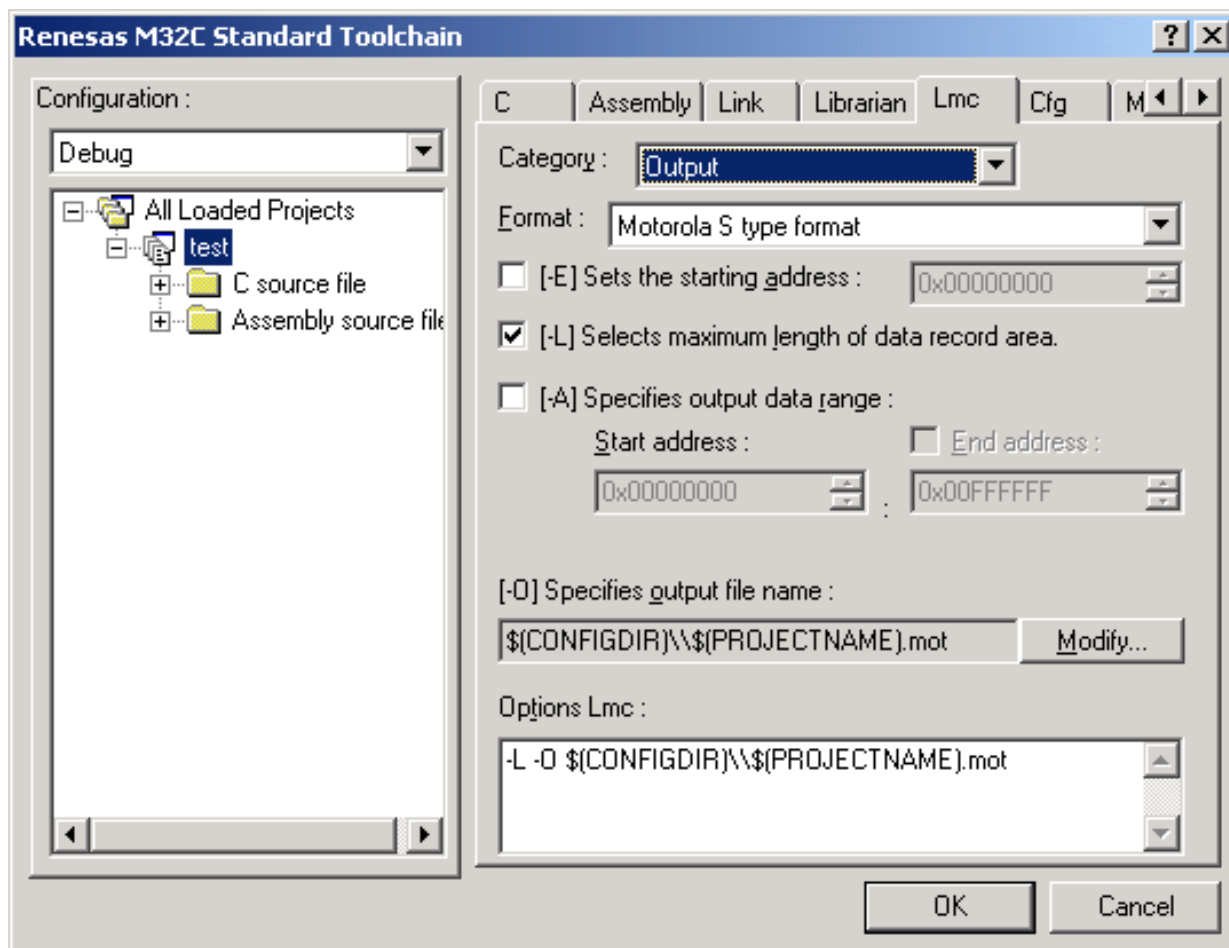 Renesas M32C Standard Toolchain
Configuration :
Debug
All Loaded Projects
test
C source file
Assembly source file
C Assembly Link Librarian Lmc Cfg M
Category : Output
Format : Motorola S type format
[-E] Sets the starting address : 0x00000000
[-L] Selects maximum length of data record area.
[-A] Specifies output data range :
Start address : End address :
0x00000000 : 0x00FFFFFF
[-O] Specifies output file name :
$(CONFIGDIR)\\$(PROJECTNAME).mot Modify...
Options Lmc :
-L -O $(CONFIGDIR)\\$(PROJECTNAME).mot
OK Cancel